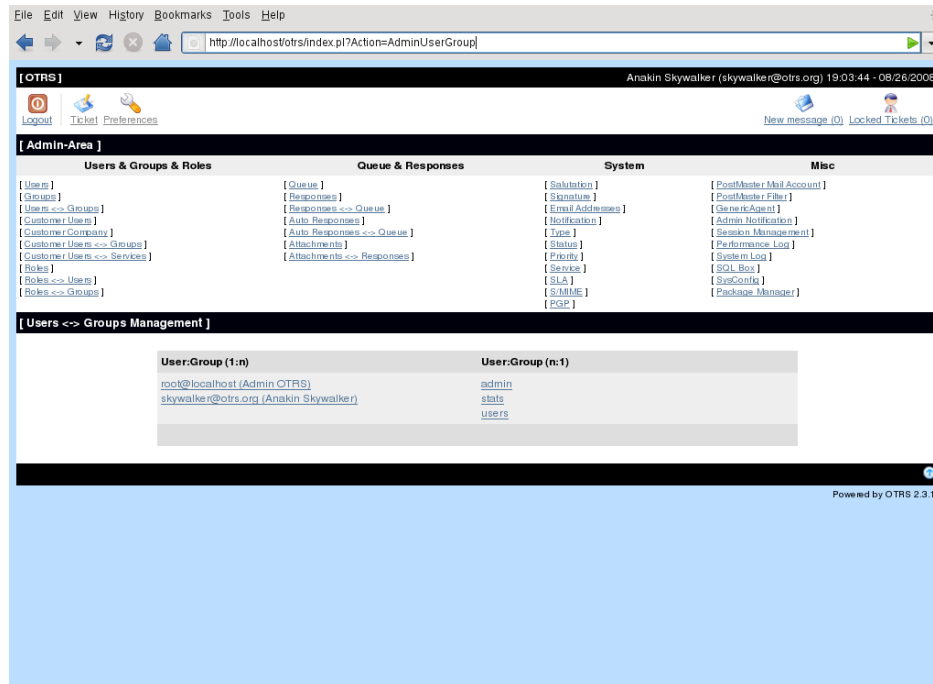 File Edit View History Bookmarks Tools Help
http://localhost/otrs/index.pl?Action=AdminUserGroup
[ OTRS ] Anakin Skywalker (skywalker@otrs.org) 19:03:44 - 08/26/2008
Logout Ticket Preferences New message (0) Locked Tickets (0)
[ Admin-Area ]
Users & Groups & Roles Queue & Responses System Misc
[ Users ] [ Queue ] [ Salutation ] [ PostMaster Mail Account ]
[ Groups ] [ Responses ] [ Signature ] [ PostMaster Filter ]
[ Users <-> Groups ] [ Responses <-> Queue ] [ Email Addresses ] [ GenericAgent ]
[ Customer Users ] [ Auto Responses ] [ Notification ] [ Admin Notification ]
[ Customer Company ] [ Auto Responses <-> Queue ] [ Type ] [ Session Management ]
[ Customer Users <-> Groups ] [ Attachments ] [ Status ] [ Performance Log ]
[ Customer Users <-> Services ] [ Attachments <-> Responses ] [ Priority ] [ System Log ]
[ Roles ] [ Service ] [ SQL Box ]
[ Roles <-> Users ] [ SLA ] [ SysConfig ]
[ Roles <-> Groups ] [ S/MIME ] [ Package Manager ]
[ PGP ]
[ Users <-> Groups Management ]
User:Group (1:n) User:Group (n:1)
root@localhost (Admin OTRS) admin
skywalker@otrs.org (Anakin Skywalker) stats
users
Powered by OTRS 2.3.1